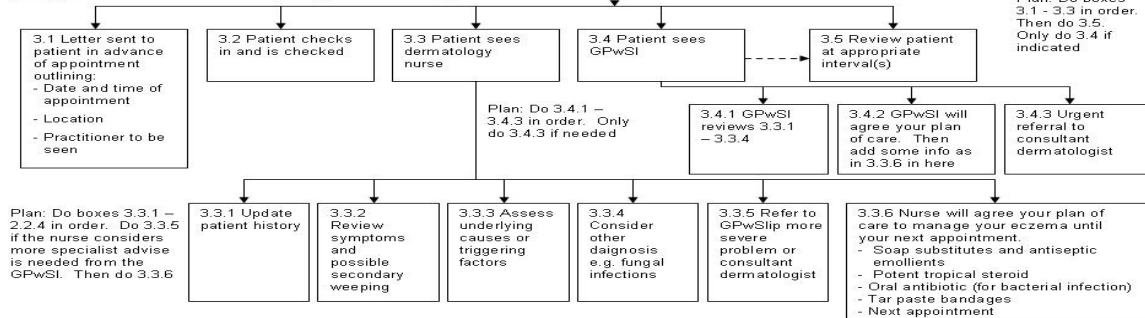 Plan: Do boxes
3.1 - 3.3 in order.
Then do 3.5.
Only do 3.4 if
indicated
3.1 Letter sent to
patient in advance
of appointment
outlining:
- Date and time of
appointment
- Location
- Practitioner to be
seen
3.2 Patient checks
in and is checked
3.3 Patient sees
dermatology
nurse
3.4 Patient sees
GPwSI
3.5 Review patient
at appropriate
interval(s)
Plan: Do 3.4.1 –
3.4.3 in order. Only
do 3.4.3 if needed
3.4.1 GPwSI
reviews 3.3.1
– 3.3.4
3.4.2 GPwSI will
agree your plan
of care. Then
add some info as
in 3.3.6 in here
3.4.3 Urgent
referral to
consultant
dermatologist
Plan: Do boxes 3.3.1 –
2.2.4 in order. Do 3.3.5
if the nurse considers
more specialist advise
is needed from the
GPwSI. Then do 3.3.6
3.3.1 Update
patient history
3.3.2
Review
symptoms
and
possible
secondary
weeping
3.3.3 Assess
underlying
causes or
triggering
factors
3.3.4
Consider
other
diagnosis
e.g. fungal
infections
3.3.5 Refer to
GPwSIip more
severe
problem or
consultant
dermatologist
3.3.6 Nurse will agree your plan of
care to manage your eczema until
your next appointment.
- Soap substitutes and antiseptic
emollients
- Potent tropical steroid
- Oral antibiotic (for bacterial infection)
- Tar paste bandages
- Next appointment